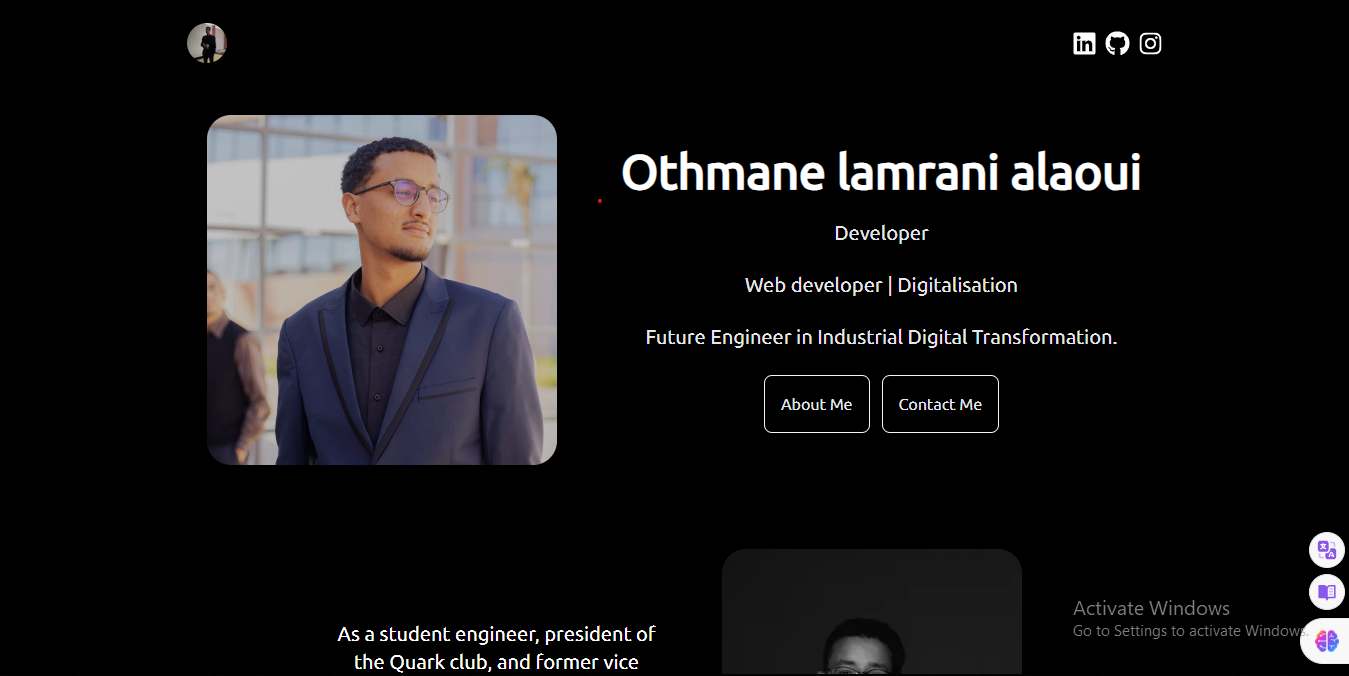 Othmane lamrani alaoui
Developer
Web developer | Digitalisation
Future Engineer in Industrial Digital Transformation.
About Me
Contact Me
As a student engineer, president of
the Quark club, and former vice
Activate Windows
Go to Settings to activate Windows.